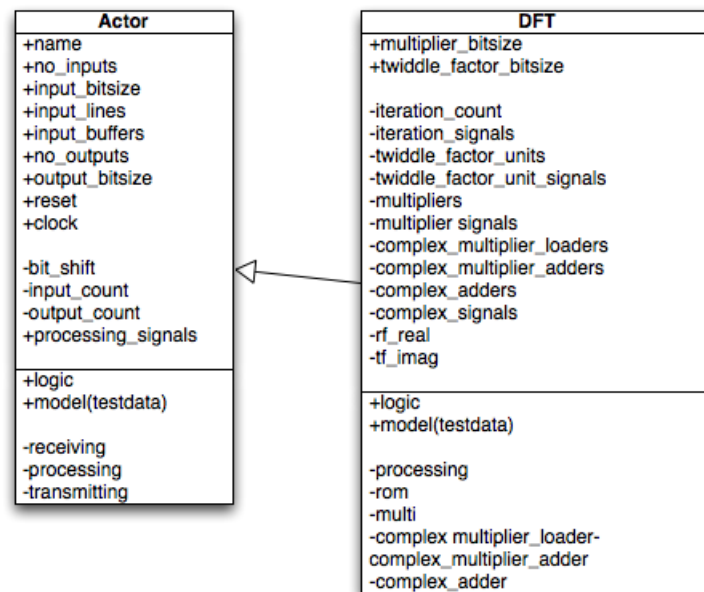 Actor
+name
+no_inputs
+input_bitsize
+input_lines
+input_buffers
+no_outputs
+output_bitsize
+reset
+clock
-bit_shift
-input_count
-output_count
+processing_signals
+logic
+model(testdata)
-receiving
-processing
-transmitting
DFT
+multiplier_bitsize
+twiddle_factor_bitsize
-iteration_count
-iteration_signals
-twiddle_factor_units
-twiddle_factor_unit_signals
-multipliers
-multiplier signals
-complex_multiplier_loaders
-complex_multiplier_adders
-complex_adders
-complex_signals
-rf_real
-tf_imag
+logic
+model(testdata)
-processing
-rom
-multi
-complex multiplier_loader-
complex_multiplier_adder
-complex_adder